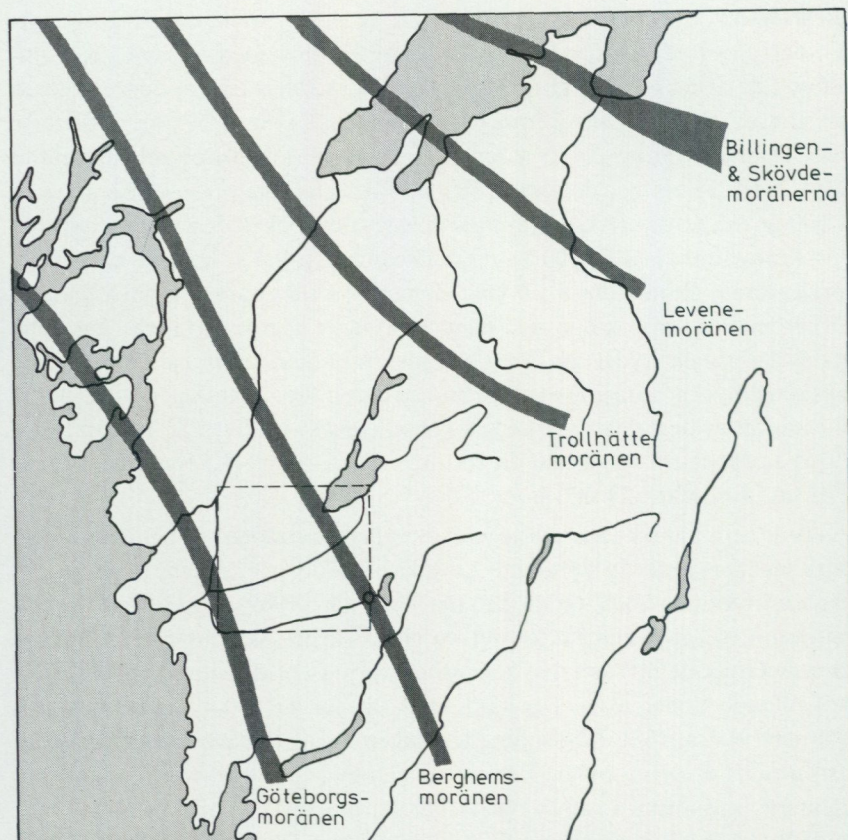 Billingen-
& Skövde-
moränerna
Levene-
moränen
Trollhätte-
moränen
Göteborgs-
moränen
Berghems-
moränen